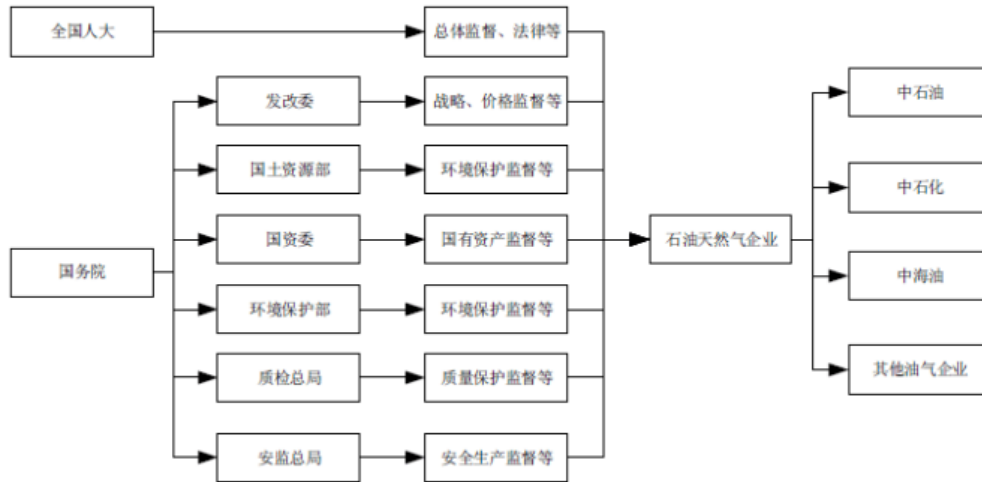 全国人大
总体监督、法律等
发改委
战略、价格监督等
中石油
国土资源部
环境保护监督等
中石化
国务院
国资委
国有资产监督等
石油天然气企业
中海油
环境保护部
环境保护监督等
质检总局
质量保护监督等
其他油气企业
安监总局
安全生产监督等